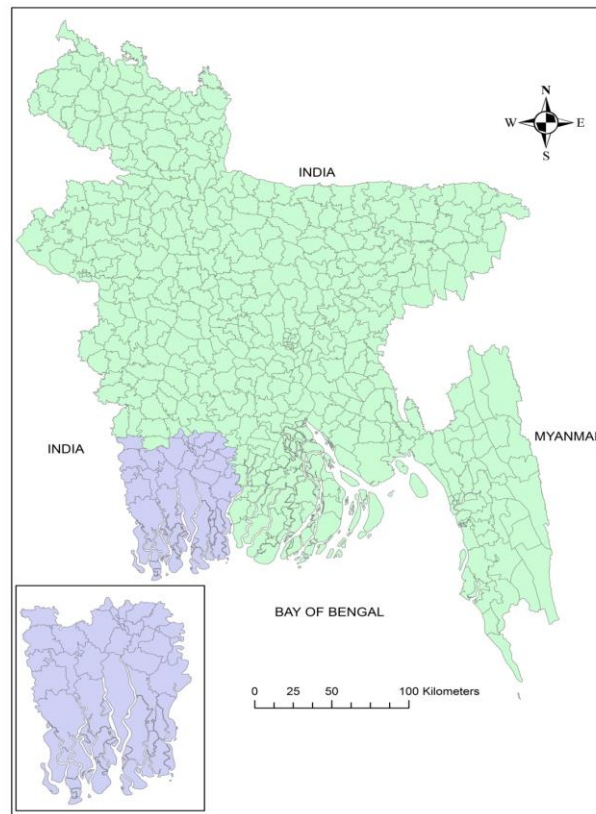 N
W E
S
INDIA
INDIA
MYANMAR
BAY OF BENGAL
0 25 50 100 Kilometers